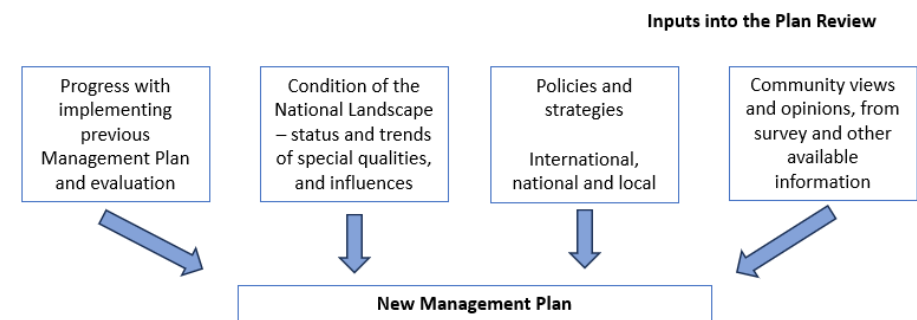 Inputs into the Plan Review
Progress with
implementing
previous
Management Plan
and evaluation
Condition of the
National Landscape
– status and trends
of special qualities,
and influences
Policies and
strategies
International,
national and local
Community views
and opinions, from
survey and other
available
information
New Management Plan